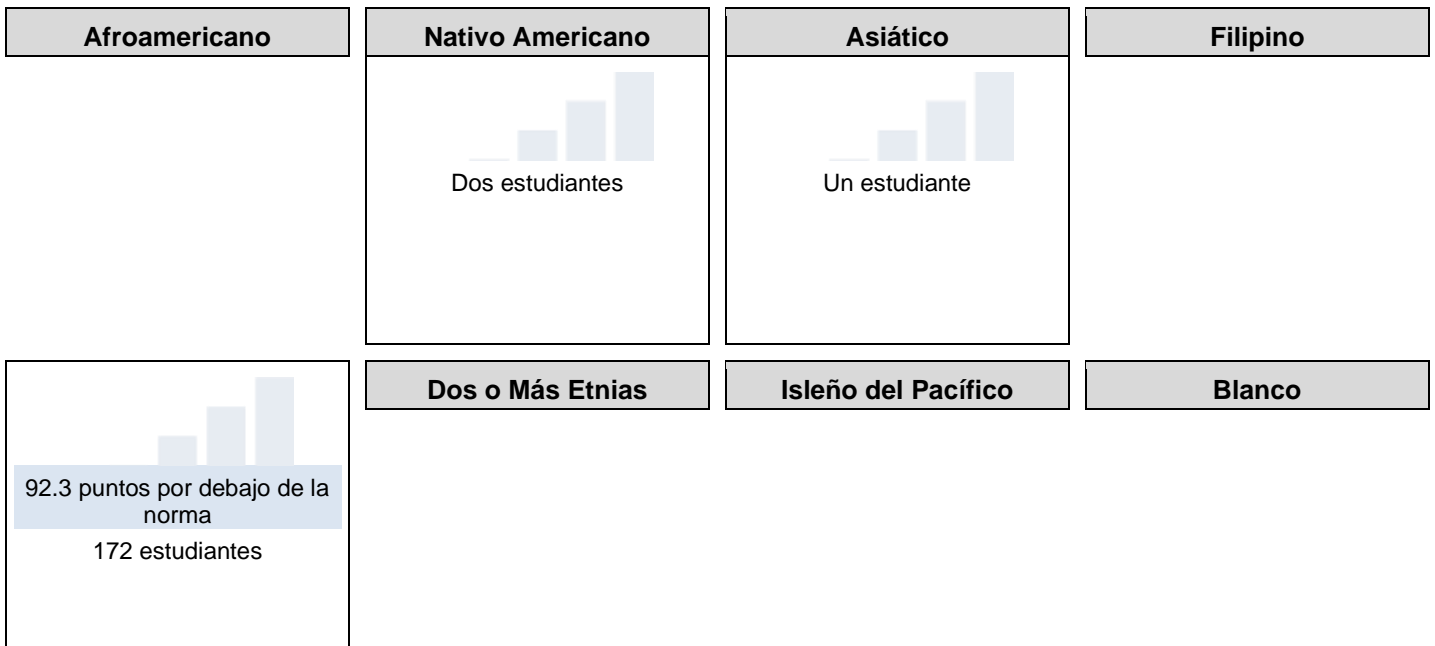 Afroamericano
Nativo Americano
Asiático
Filipino
Dos estudiantes
Un estudiante
Dos o Más Etnias
Isleño del Pacífico
Blanco
92.3 puntos por debajo de la
norma
172 estudiantes